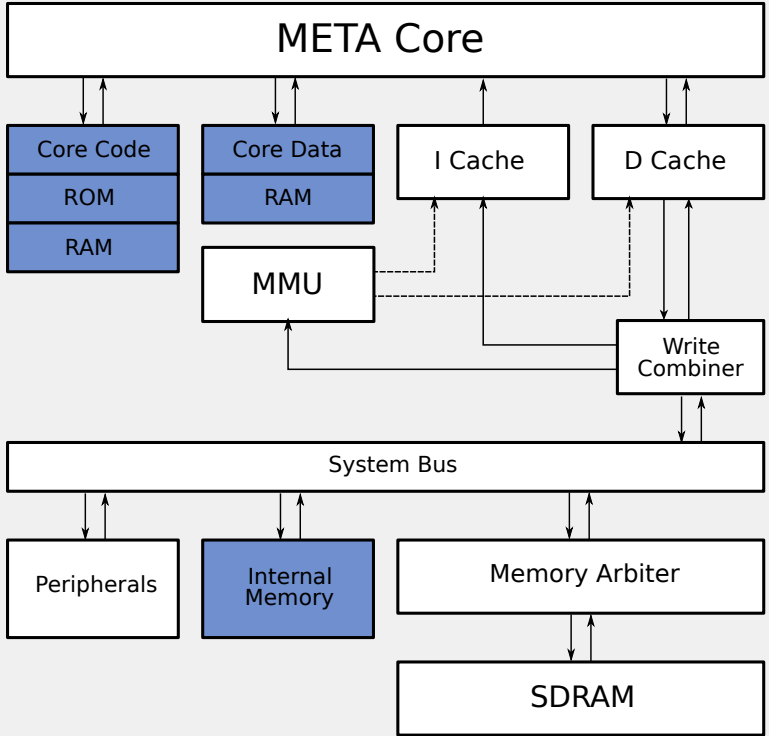 META Core
Core Code
ROM
RAM
Core Data
RAM
I Cache
D Cache
MMU
Write
Combiner
System Bus
Peripherals
Internal
Memory
Memory Arbiter
SDRAM